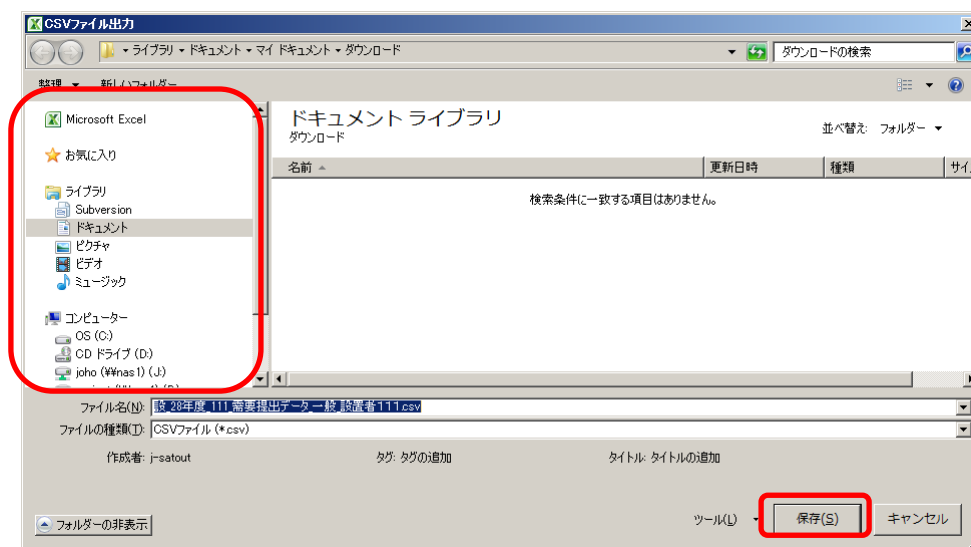 CSVファイル出力
▸ ライブラリ ▸ ドキュメント ▸ マイ ドキュメント ▸ ダウンロード
ダウンロードの検索
整理 新しいフォルダー
Microsoft Excel
お気に入り
ライブラリ
Subversion
ドキュメント
ピクチャ
ビデオ
ミュージック
コンピューター
OS (C:)
CD ドライブ (D:)
joho (¥¥nas1) (J:)
ドキュメント ライブラリ
ダウンロード
並べ替え: フォルダー
名前 更新日時 種類 サイ
検索条件に一致する項目はありません。
ファイル名(N): 設_28年度_111_需要提出データ_一般_設置者111.csv
ファイルの種類(T): CSVファイル (*.csv)
作成者: j-satout タグ: タグの追加 タイトル: タイトルの追加
フォルダーの非表示 ツール(L) 保存(S) キャンセル